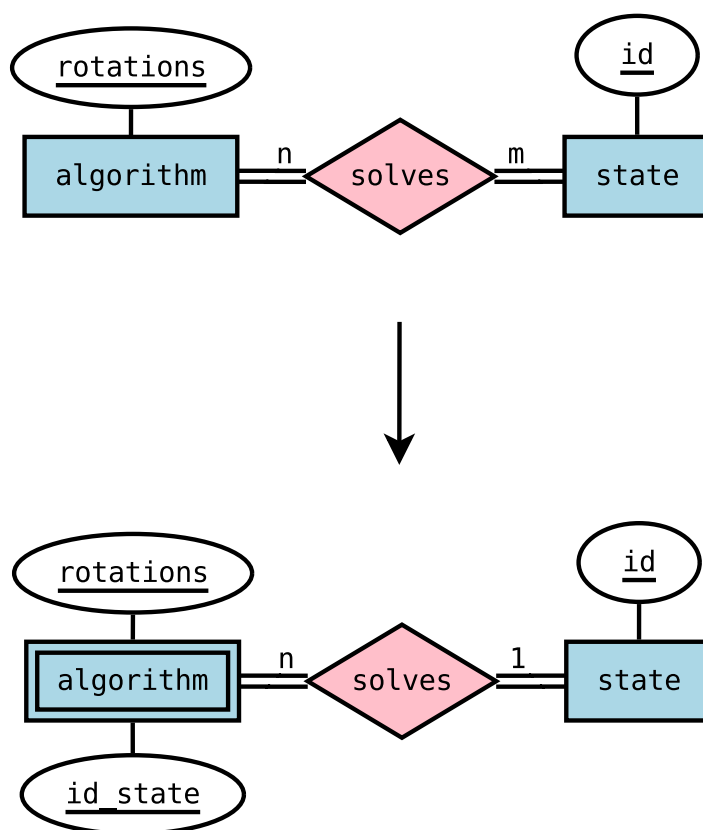 rotations
id
algorithm
n
solves
m
state
rotations
id
algorithm
n
solves
1
state
id_state